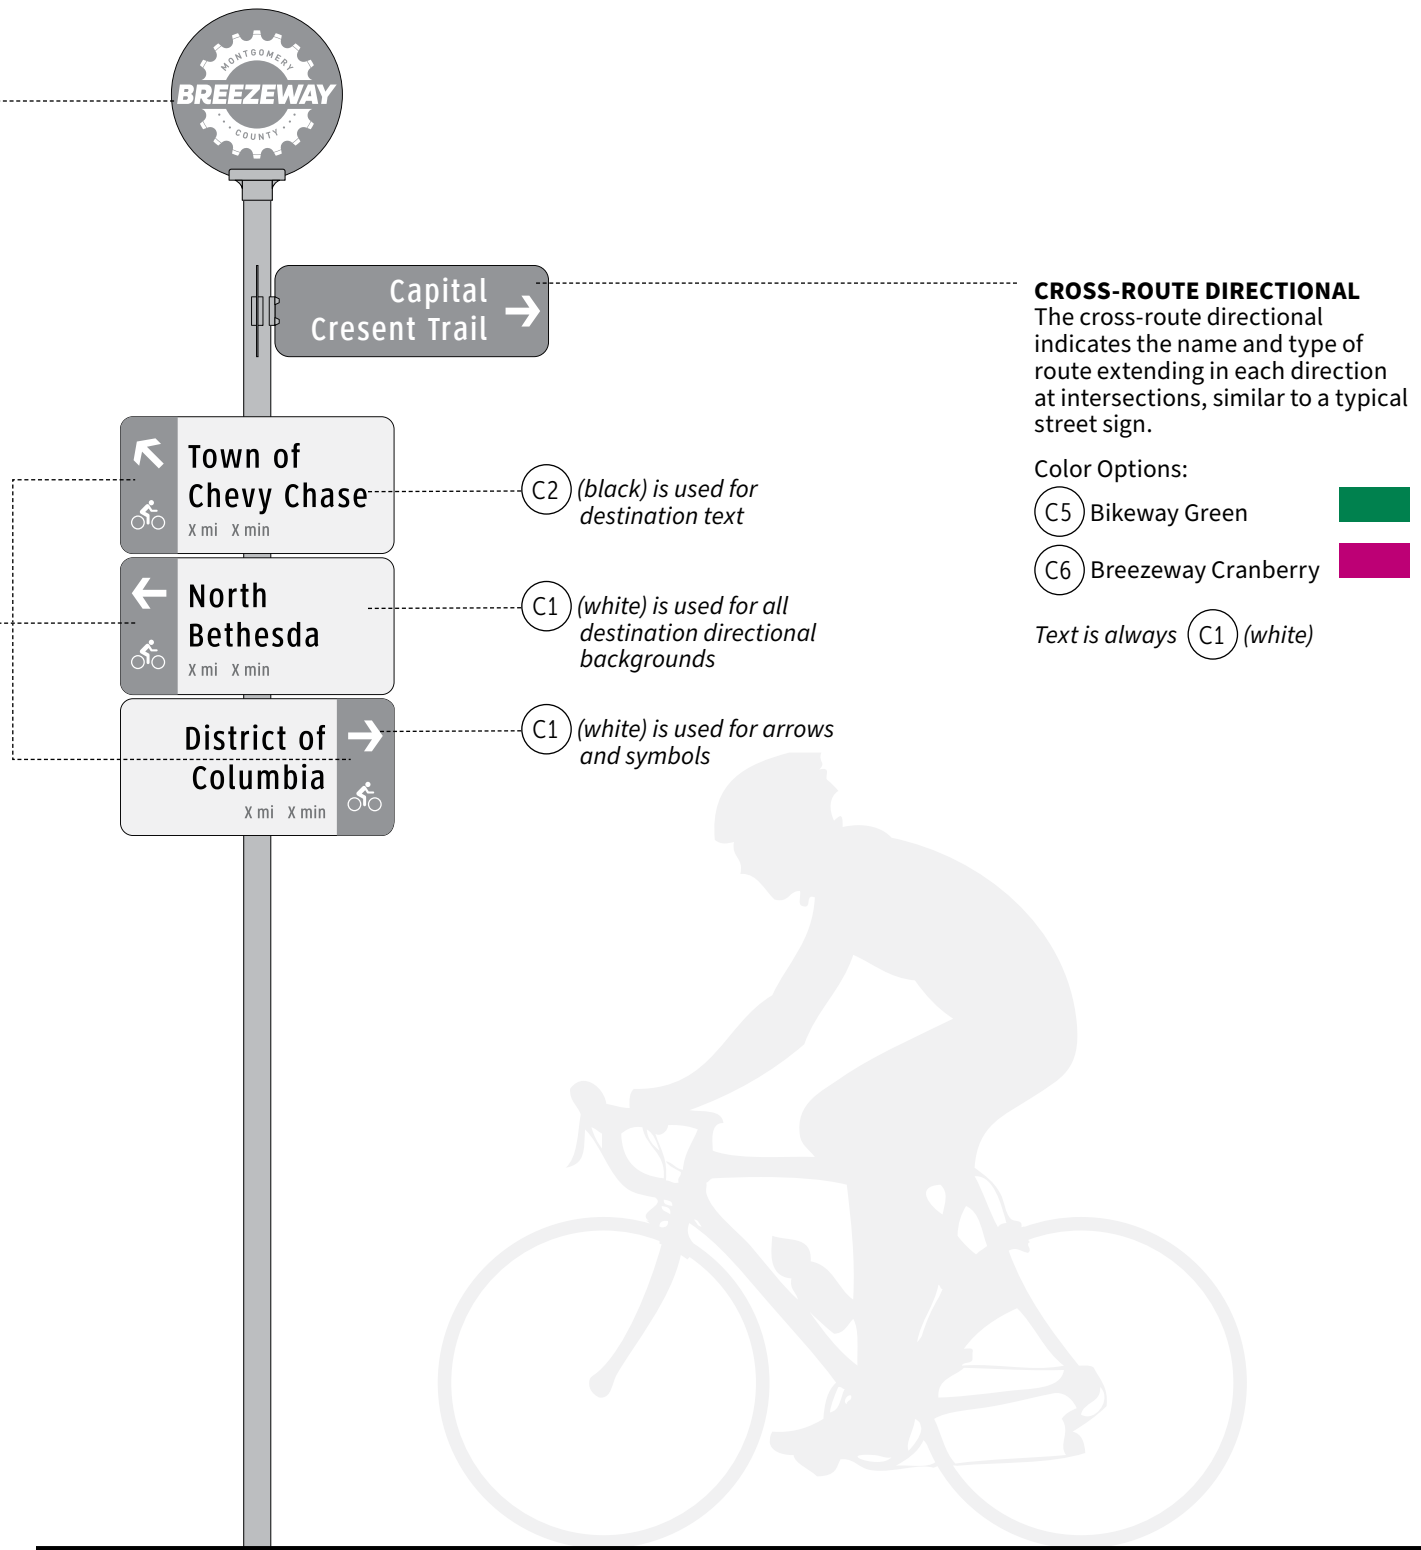 MONTGOMERY
BREEZEWAY
COUNTY
Capital
Cresent Trail
Town of
Chevy Chase
X mi X min
North
Bethesda
X mi X min
District of
Columbia
X mi X min
C2 (black) is used for
destination text
C1 (white) is used for all
destination directional
backgrounds
C1 (white) is used for arrows
and symbols
CROSS-ROUTE DIRECTIONAL
The cross-route directional
indicates the name and type of
route extending in each direction
at intersections, similar to a typical
street sign.
Color Options:
C5 Bikeway Green
C6 Breezeway Cranberry
Text is always C1 (white)